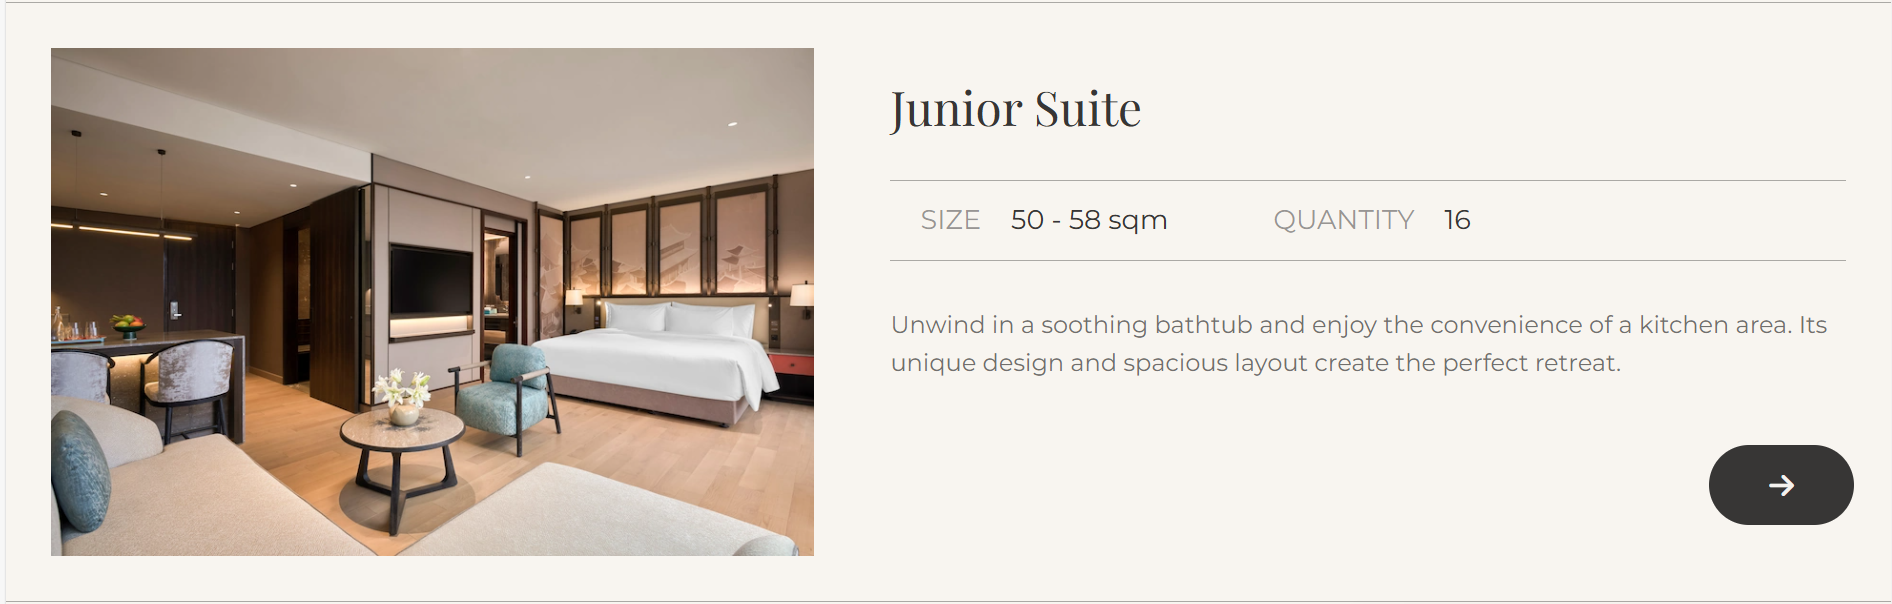 Junior Suite
SIZE 50 - 58 sqm QUANTITY 16
Unwind in a soothing bathtub and enjoy the convenience of a kitchen area. Its
unique design and spacious layout create the perfect retreat.